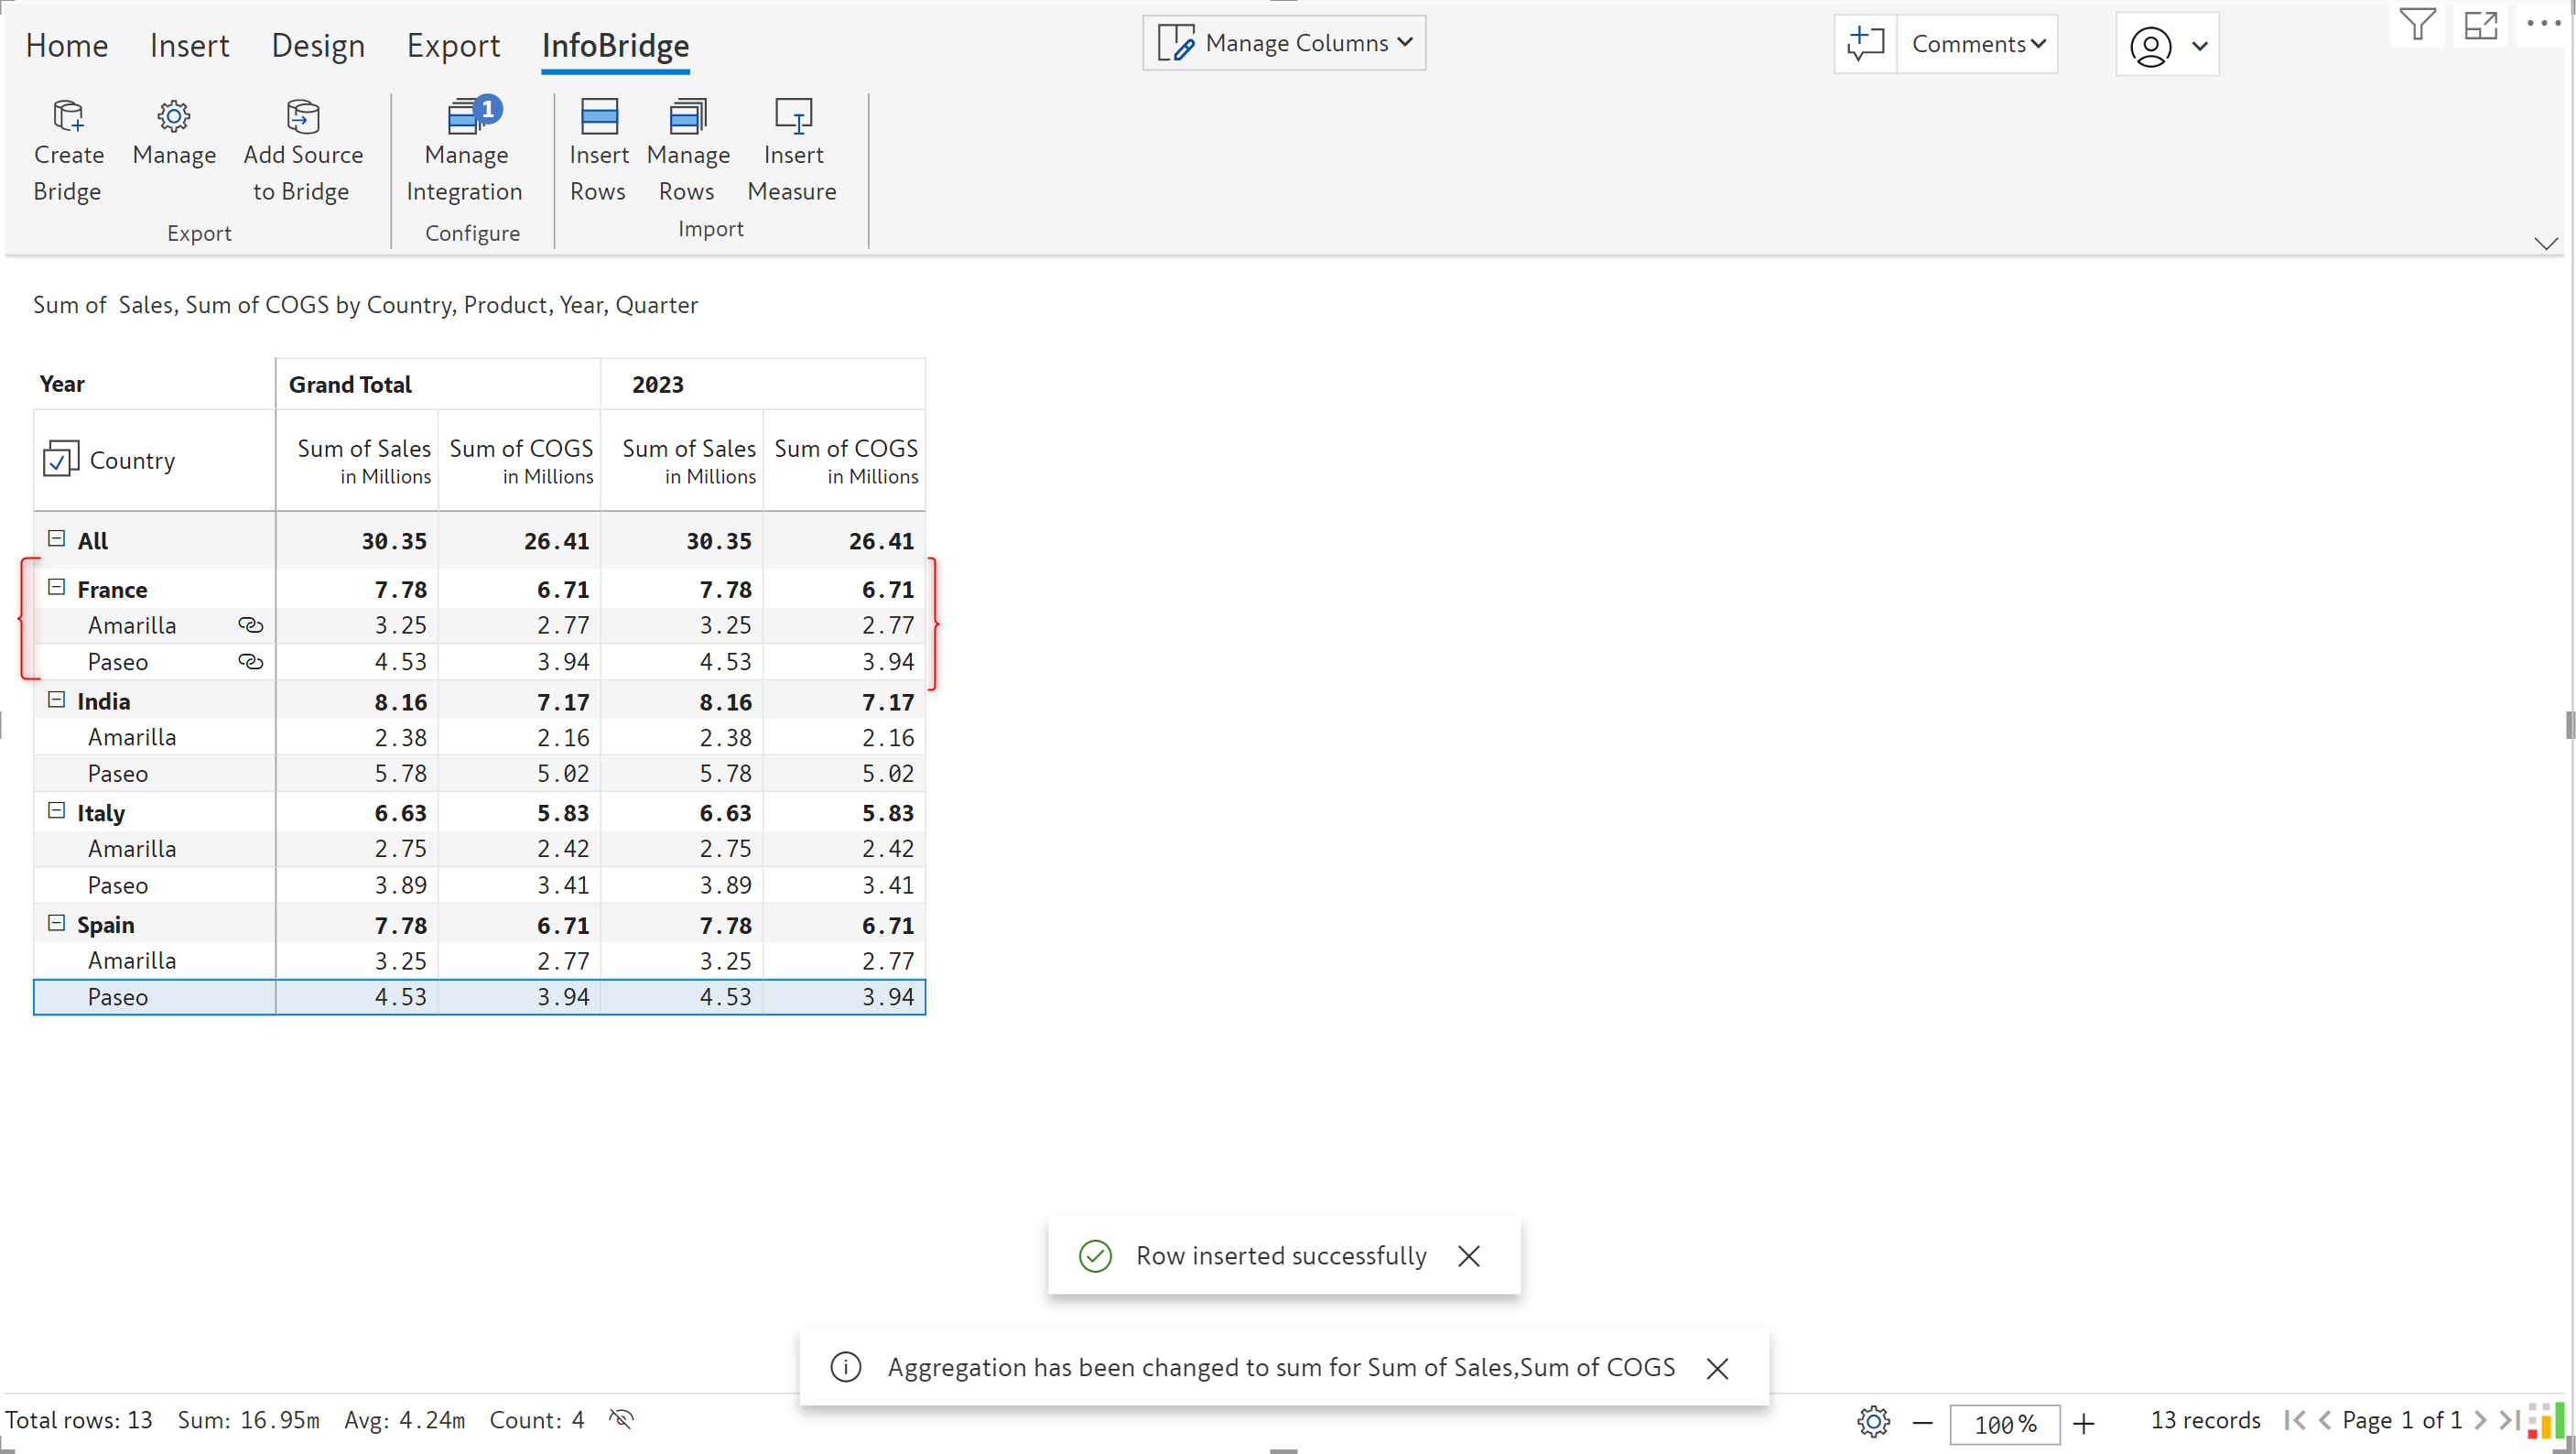 Home Insert Design Export InfoBridge
Manage Columns
Comments
Create Bridge
Manage
Add Source to Bridge
Export
1
Manage Integration
Configure
Insert Rows
Manage Rows
Insert Measure
Import
Sum of  Sales, Sum of COGS by Country, Product, Year, Quarter
Year Grand Total 2023
Country Sum of Sales in Millions Sum of COGS in Millions Sum of Sales in Millions Sum of COGS in Millions
All 30.35 26.41 30.35 26.41
France 7.78 6.71 7.78 6.71
Amarilla 3.25 2.77 3.25 2.77
Paseo 4.53 3.94 4.53 3.94
India 8.16 7.17 8.16 7.17
Amarilla 2.38 2.16 2.38 2.16
Paseo 5.78 5.02 5.78 5.02
Italy 6.63 5.83 6.63 5.83
Amarilla 2.75 2.42 2.75 2.42
Paseo 3.89 3.41 3.89 3.41
Spain 7.78 6.71 7.78 6.71
Amarilla 3.25 2.77 3.25 2.77
Paseo 4.53 3.94 4.53 3.94
Row inserted successfully
Aggregation has been changed to sum for Sum of Sales,Sum of COGS
Total rows: 13 Sum: 16.95m Avg: 4.24m Count: 4 100% 13 records Page 1 of 1